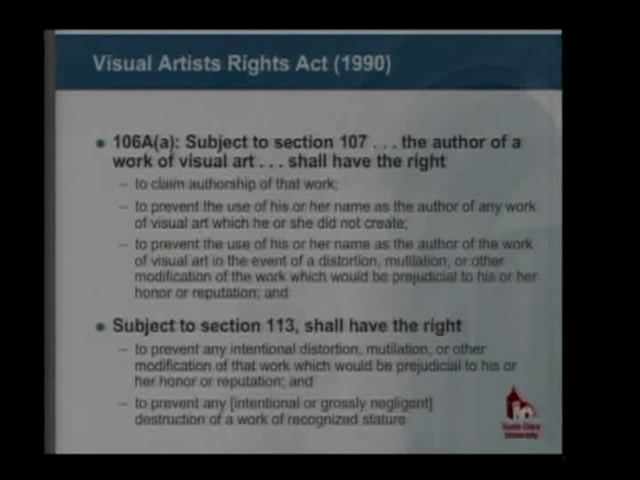 Visual Artists Rights Act (1990)
• 106A(a): Subject to section 107 . . . the author of a
work of visual art . . . shall have the right
– to claim authorship of that work;
– to prevent the use of his or her name as the author of any work
of visual art which he or she did not create;
– to prevent the use of his or her name as the author of the work
of visual art in the event of a distortion, mutilation, or other
modification of the work which would be prejudicial to his or her
honor or reputation; and
• Subject to section 113, shall have the right
– to prevent any intentional distortion, mutilation, or other
modification of that work which would be prejudicial to his or
her honor or reputation; and
– to prevent any [intentional or grossly negligent]
destruction of a work of recognized stature
Santa Clara
University